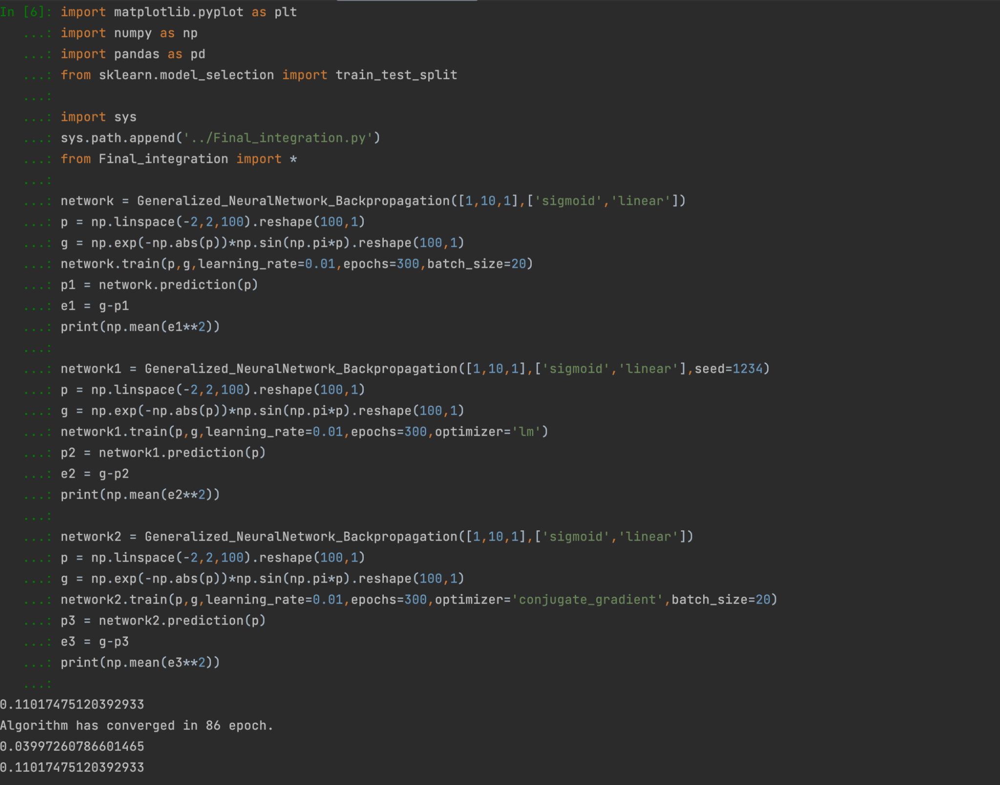 In [6]: import matplotlib.pyplot as plt
   ...: import numpy as np
   ...: import pandas as pd
   ...: from sklearn.model_selection import train_test_split
   ...:
   ...: import sys
   ...: sys.path.append('../Final_integration.py')
   ...: from Final_integration import *
   ...:
   ...: network = Generalized_NeuralNetwork_Backpropagation([1,10,1],['sigmoid','linear'])
   ...: p = np.linspace(-2,2,100).reshape(100,1)
   ...: g = np.exp(-np.abs(p))*np.sin(np.pi*p).reshape(100,1)
   ...: network.train(p,g,learning_rate=0.01,epochs=300,batch_size=20)
   ...: p1 = network.prediction(p)
   ...: e1 = g-p1
   ...: print(np.mean(e1**2))
   ...:
   ...: network1 = Generalized_NeuralNetwork_Backpropagation([1,10,1],['sigmoid','linear'],seed=1234)
   ...: p = np.linspace(-2,2,100).reshape(100,1)
   ...: g = np.exp(-np.abs(p))*np.sin(np.pi*p).reshape(100,1)
   ...: network1.train(p,g,learning_rate=0.01,epochs=300,optimizer='lm')
   ...: p2 = network1.prediction(p)
   ...: e2 = g-p2
   ...: print(np.mean(e2**2))
   ...:
   ...: network2 = Generalized_NeuralNetwork_Backpropagation([1,10,1],['sigmoid','linear'])
   ...: p = np.linspace(-2,2,100).reshape(100,1)
   ...: g = np.exp(-np.abs(p))*np.sin(np.pi*p).reshape(100,1)
   ...: network2.train(p,g,learning_rate=0.01,epochs=300,optimizer='conjugate_gradient',batch_size=20)
   ...: p3 = network2.prediction(p)
   ...: e3 = g-p3
   ...: print(np.mean(e3**2))
   ...:
0.11017475120392933
Algorithm has converged in 86 epoch.
0.03997260786601465
0.11017475120392933